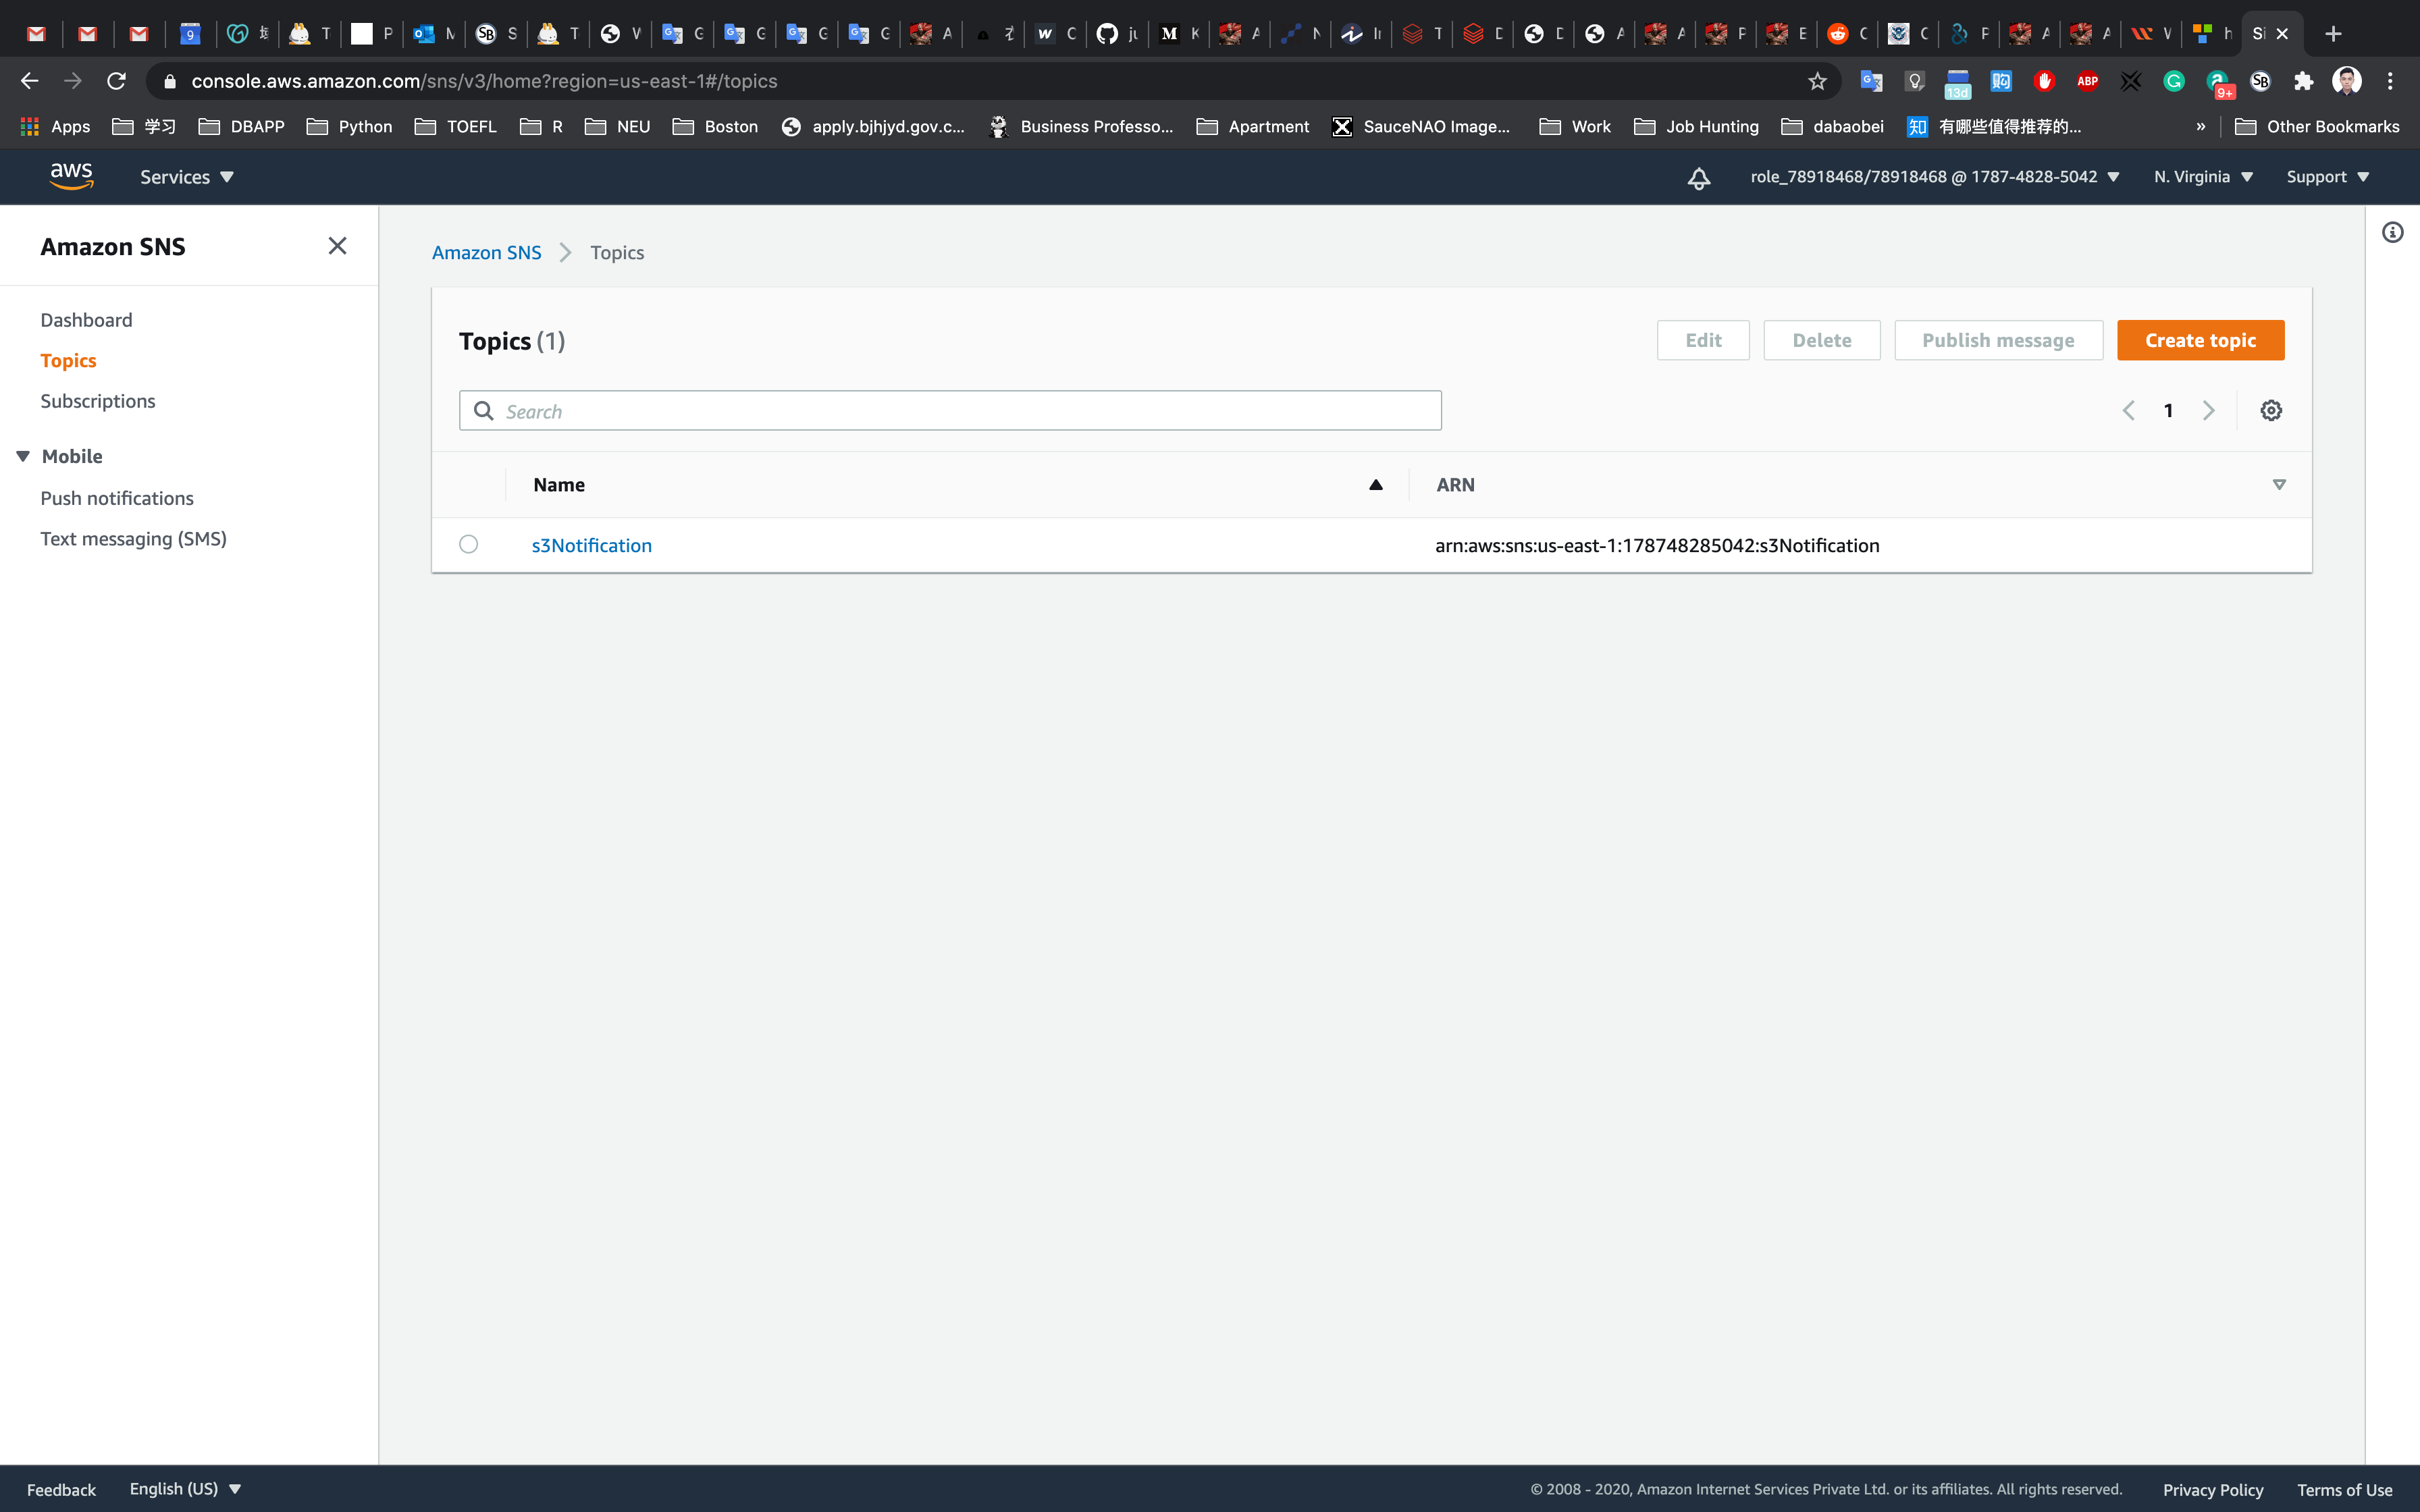 console.aws.amazon.com/sns/v3/home?region=us-east-1#/topics
13d
ABP
9+
Apps 学习 DBAPP Python TOEFL R NEU Boston apply.bjhjyd.gov.c... Business Professo... Apartment SauceNAO Image... Work Job Hunting dabaobei 知 有哪些值得推荐的... » Other Bookmarks
aws Services role_78918468/78918468 @ 1787-4828-5042 N. Virginia Support
Amazon SNS
Dashboard
Topics
Subscriptions
Mobile
Push notifications
Text messaging (SMS)
Amazon SNS Topics
Topics (1) Edit Delete Publish message Create topic
Search 1
Name ARN
s3Notification arn:aws:sns:us-east-1:178748285042:s3Notification
Feedback English (US) © 2008 - 2020, Amazon Internet Services Private Ltd. or its affiliates. All rights reserved. Privacy Policy Terms of Use